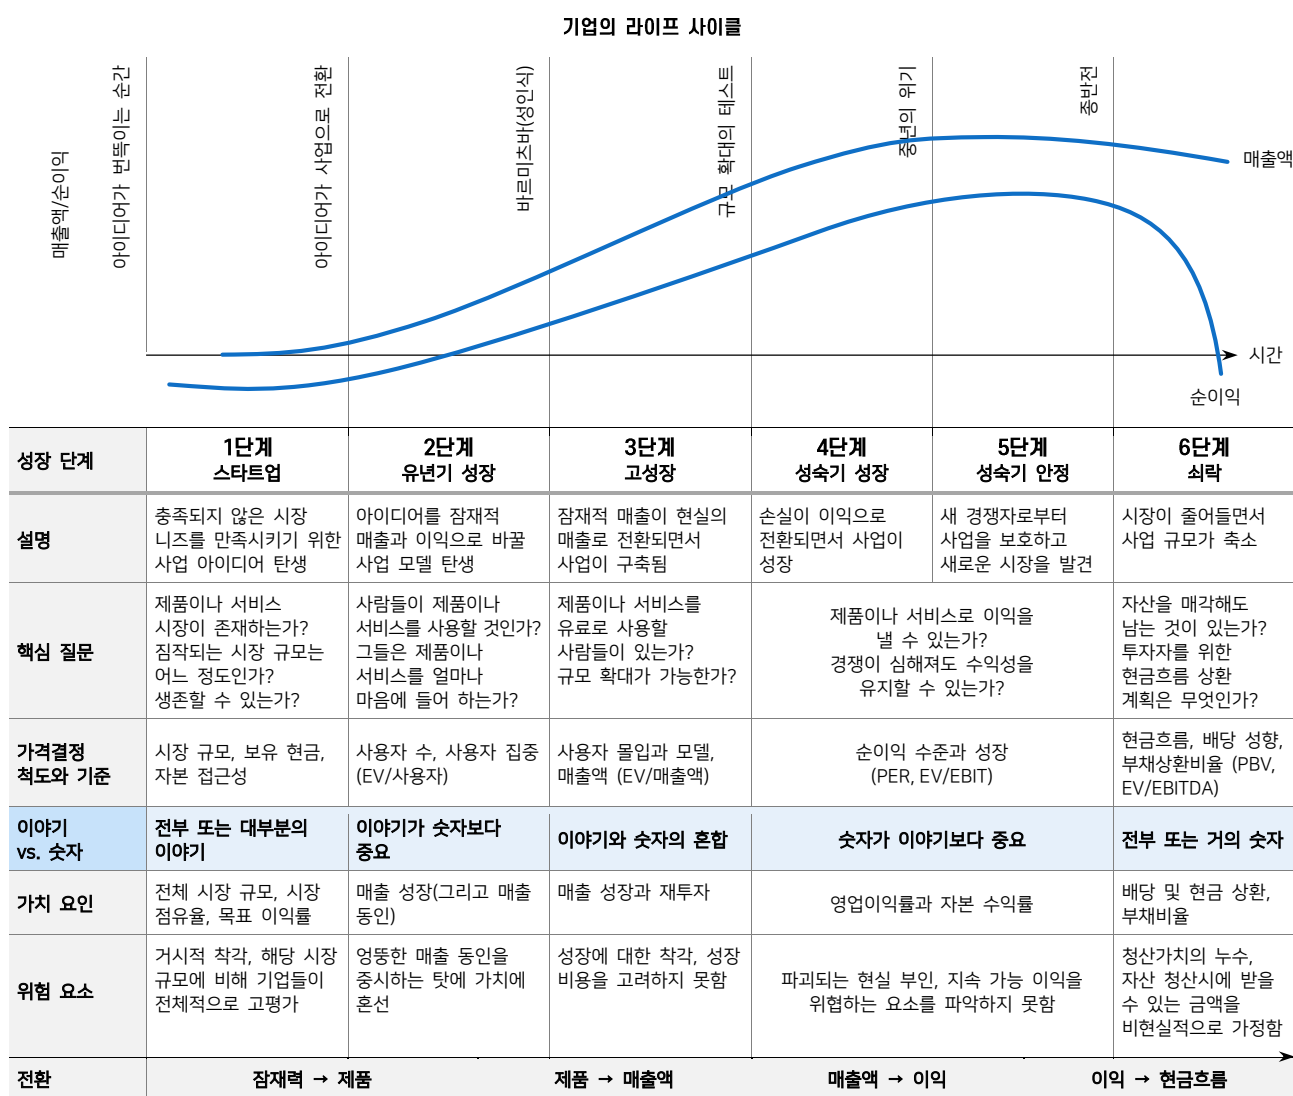 기업의 라이프 사이클
매출액/순이익
아이디어가 번뜩이는 순간
아이디어가 사업으로 전환
바르미츠바(성인식)
규모 확대의 테스트
중년의 위기
종반전
매출액
시간
순이익
성장 단계
1단계
스타트업
2단계
유년기 성장
3단계
고성장
4단계
성숙기 성장
5단계
성숙기 안정
6단계
쇠락
설명
충족되지 않은 시장
니즈를 만족시키기 위한
사업 아이디어 탄생
아이디어를 잠재적
매출과 이익으로 바꿀
사업 모델 탄생
잠재적 매출이 현실의
매출로 전환되면서
사업이 구축됨
손실이 이익으로
전환되면서 사업이
성장
새 경쟁자로부터
사업을 보호하고
새로운 시장을 발견
시장이 줄어들면서
사업 규모가 축소
핵심 질문
제품이나 서비스
시장이 존재하는가?
짐작되는 시장 규모는
어느 정도인가?
생존할 수 있는가?
사람들이 제품이나
서비스를 사용할 것인가?
그들은 제품이나
서비스를 얼마나
마음에 들어 하는가?
제품이나 서비스를
유료로 사용할
사람들이 있는가?
규모 확대가 가능한가?
제품이나 서비스로 이익을
낼 수 있는가?
경쟁이 심해져도 수익성을
유지할 수 있는가?
자산을 매각해도
남는 것이 있는가?
투자자를 위한
현금흐름 상환
계획은 무엇인가?
가격결정
척도와 기준
시장 규모, 보유 현금,
자본 접근성
사용자 수, 사용자 집중
(EV/사용자)
사용자 몰입과 모델,
매출액 (EV/매출액)
순이익 수준과 성장
(PER, EV/EBIT)
현금흐름, 배당 성향,
부채상환비율 (PBV,
EV/EBITDA)
이야기
vs. 숫자
전부 또는 대부분의
이야기
이야기가 숫자보다
중요
이야기와 숫자의 혼합
숫자가 이야기보다 중요
전부 또는 거의 숫자
가치 요인
전체 시장 규모, 시장
점유율, 목표 이익률
매출 성장(그리고 매출
동인)
매출 성장과 재투자
영업이익률과 자본 수익률
배당 및 현금 상환,
부채비율
위험 요소
거시적 착각, 해당 시장
규모에 비해 기업들이
전체적으로 고평가
엉뚱한 매출 동인을
중시하는 탓에 가치에
혼선
성장에 대한 착각, 성장
비용을 고려하지 못함
파괴되는 현실 부인, 지속 가능 이익을
위협하는 요소를 파악하지 못함
청산가치의 누수,
자산 청산시에 받을
수 있는 금액을
비현실적으로 가정함
전환
잠재력 → 제품
제품 → 매출액
매출액 → 이익
이익 → 현금흐름